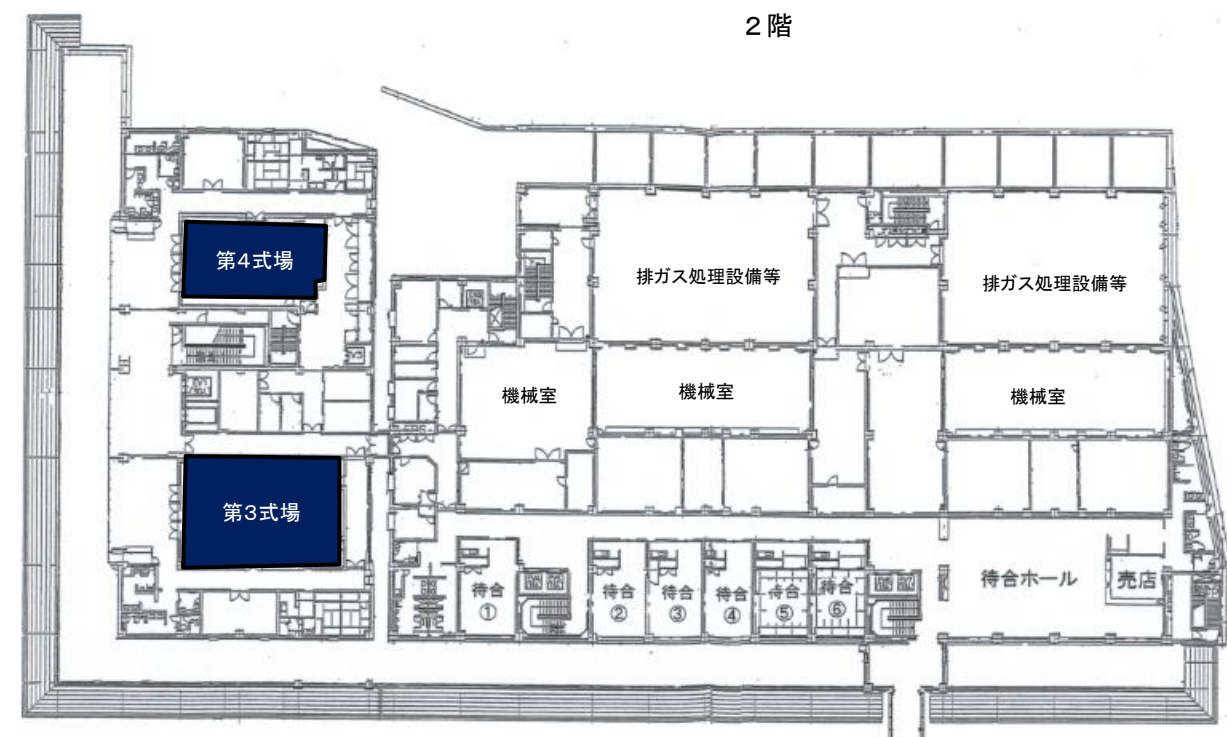 2階
第4式場
排ガス処理設備等
排ガス処理設備等
機械室
機械室
機械室
第3式場
待合
①
待合
②
待合
③
待合
④
待合
⑤
待合
⑥
待合ホール
売店